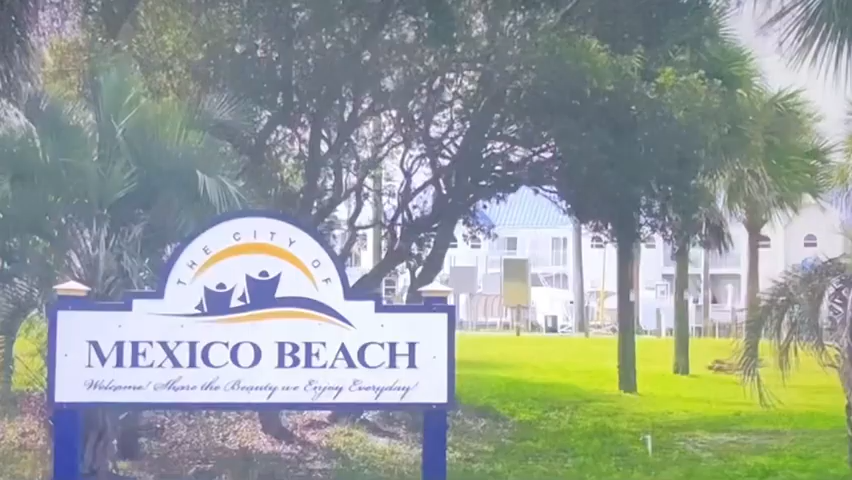 THE CITY OF
MEXICO BEACH
Welcome! Share the Beauty we Enjoy Everyday!